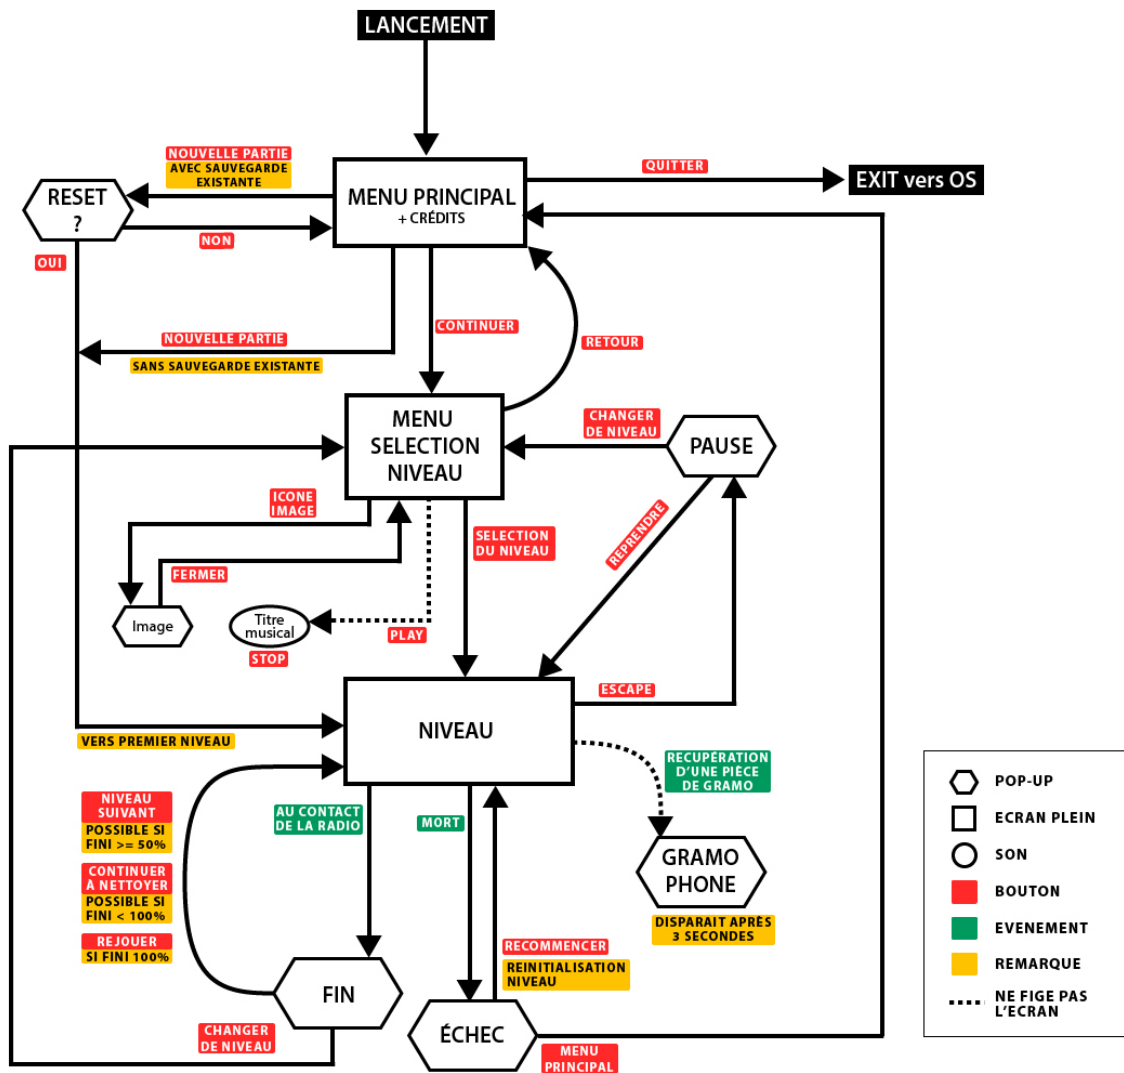 LANCEMENT
NOUVELLE PARTIE
AVEC SAUVEGARDE
EXISTANTE
QUITTER
RESET
?
MENU PRINCIPAL
+ CRÉDITS
EXIT vers OS
NON
OUI
CONTINUER
NOUVELLE PARTIE
SANS SAUVEGARDE EXISTANTE
RETOUR
MENU
SELECTION
NIVEAU
CHANGER
DE NIVEAU
PAUSE
ICONE
IMAGE
SELECTION
DU NIVEAU
REPRENDRE
FERMER
Image
Titre
musical
STOP
PLAY
ESCAPE
NIVEAU
VERS PREMIER NIVEAU
RECUPÉRATION
D'UNE PIÈCE
DE GRAMO
NIVEAU
SUIVANT
POSSIBLE SI
FINI >= 50%
AU CONTACT
DE LA RADIO
MORT
CONTINUER
À NETTOYER
POSSIBLE SI
FINI < 100%
GRAMO
PHONE
DISPARAIT APRÈS
3 SECONDES
REJOUER
SI FINI 100%
RECOMMENCER
REINITIALISATION
NIVEAU
FIN
ÉCHEC
CHANGER
DE NIVEAU
MENU
PRINCIPAL
POP-UP
ECRAN PLEIN
SON
BOUTON
EVENEMENT
REMARQUE
NE FIGE PAS
L'ECRAN